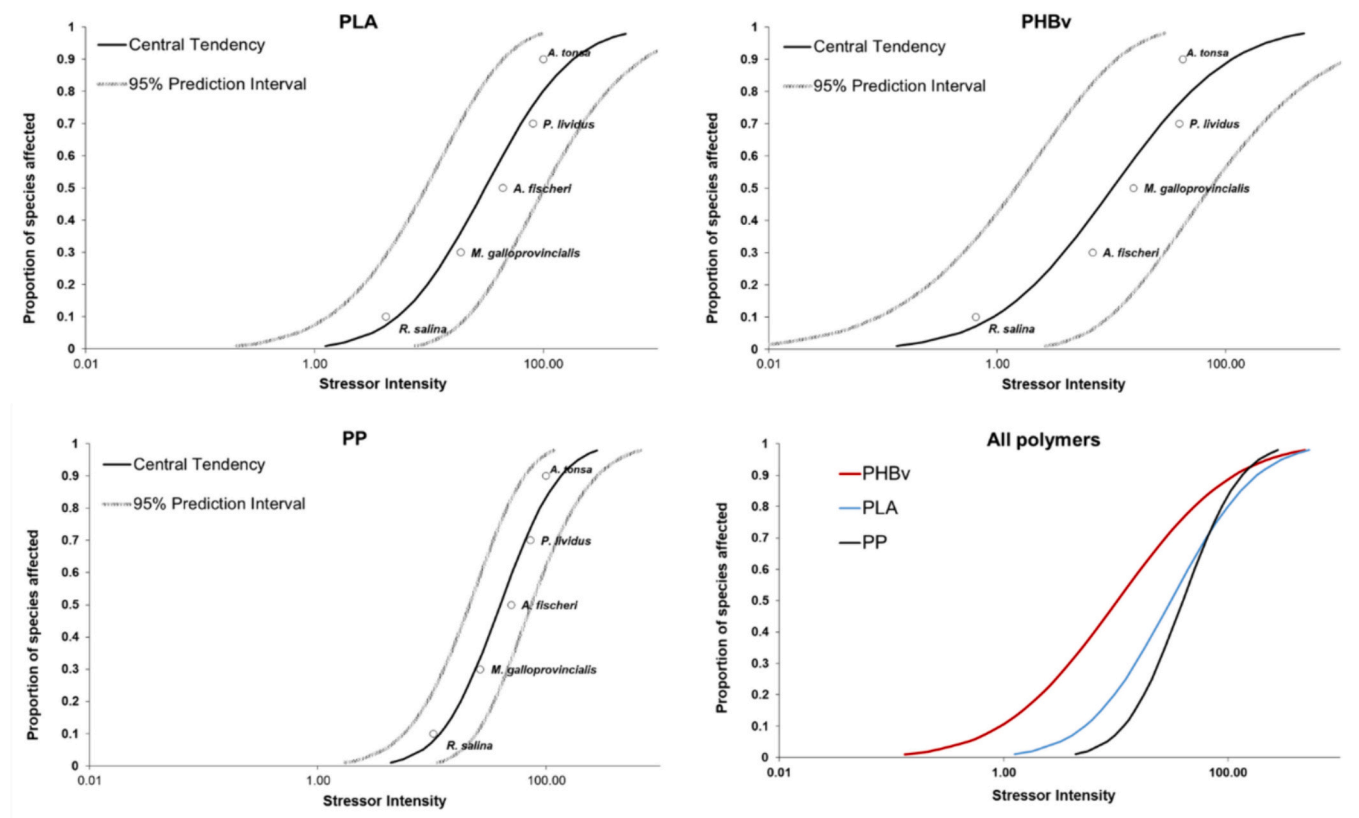 PLA
Central Tendency
95% Prediction Interval
Proportion of species affected
1
0.9
0.8
0.7
0.6
0.5
0.4
0.3
0.2
0.1
0
A. tonsa
P. lividus
A. fischeri
M. galloprovincialis
R. salina
0.01
1.00
100.00
Stressor Intensity
PHBv
Central Tendency
95% Prediction Interval
Proportion of species affected
1
0.9
0.8
0.7
0.6
0.5
0.4
0.3
0.2
0.1
0
A. tonsa
P. lividus
M. galloprovincialis
A. fischeri
R. salina
0.01
1.00
100.00
Stressor Intensity
PP
Central Tendency
95% Prediction Interval
Proportion of species affected
1
0.9
0.8
0.7
0.6
0.5
0.4
0.3
0.2
0.1
0
A. tonsa
P. lividus
A. fischeri
M. galloprovincialis
R. salina
0.01
1.00
100.00
Stressor Intensity
All polymers
PHBv
PLA
PP
Proportion of species affected
1
0.9
0.8
0.7
0.6
0.5
0.4
0.3
0.2
0.1
0
0.01
1.00
100.00
Stressor Intensity